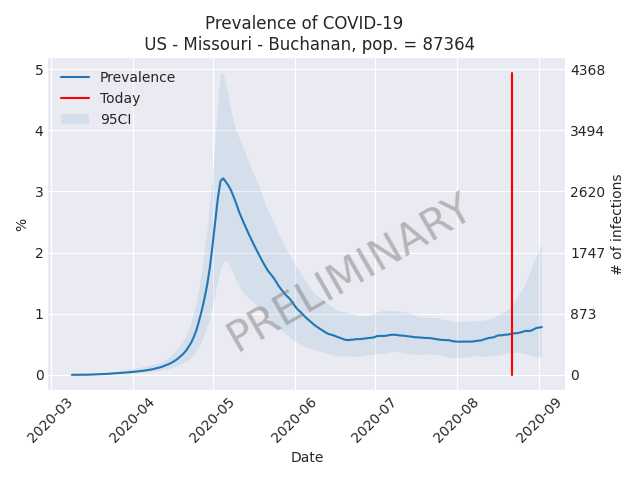 Prevalence of COVID-19
US - Missouri - Buchanan, pop. = 87364
Prevalence
Today
95CI
PRELIMINARY
%
5
4
3
2
1
0
4368
3494
2620
1747
873
0
# of infections
2020-03
2020-04
2020-05
2020-06
2020-07
2020-08
2020-09
Date